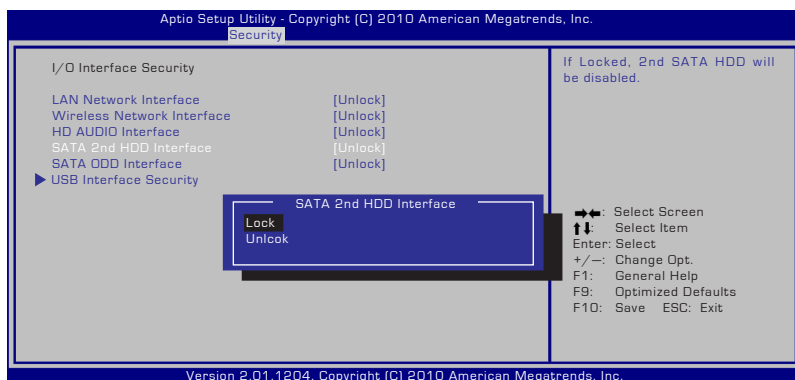 Aptio Setup Utility - Copyright (C) 2010 American Megatrends, Inc.
Security
I/O Interface Security
LAN Network Interface [Unlock]
Wireless Network Interface [Unlock]
HD AUDIO Interface [Unlock]
SATA 2nd HDD Interface [Unlock]
SATA ODD Interface [Unlock]
USB Interface Security
SATA 2nd HDD Interface
Lock
Unlcok
If Locked, 2nd SATA HDD will
be disabled.
→←: Select Screen
↑↓: Select Item
Enter: Select
+/—: Change Opt.
F1: General Help
F9: Optimized Defaults
F10: Save ESC: Exit
Version 2.01.1204. Copyright (C) 2010 American Megatrends, Inc.